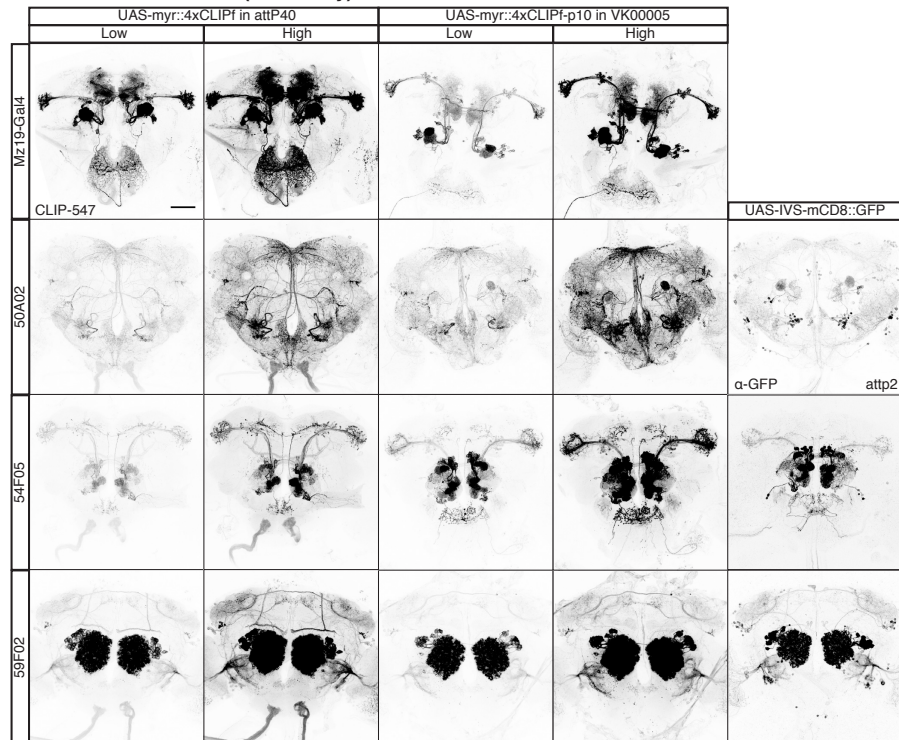 UAS-myr::4xCLIPf in attP40
UAS-myr::4xCLIPf-p10 in VK00005
Low
High
Low
High
Mz19-Gal4
CLIP-547
UAS-IVS-mCD8::GFP
50A02
α-GFP
attp2
54F05
59F02